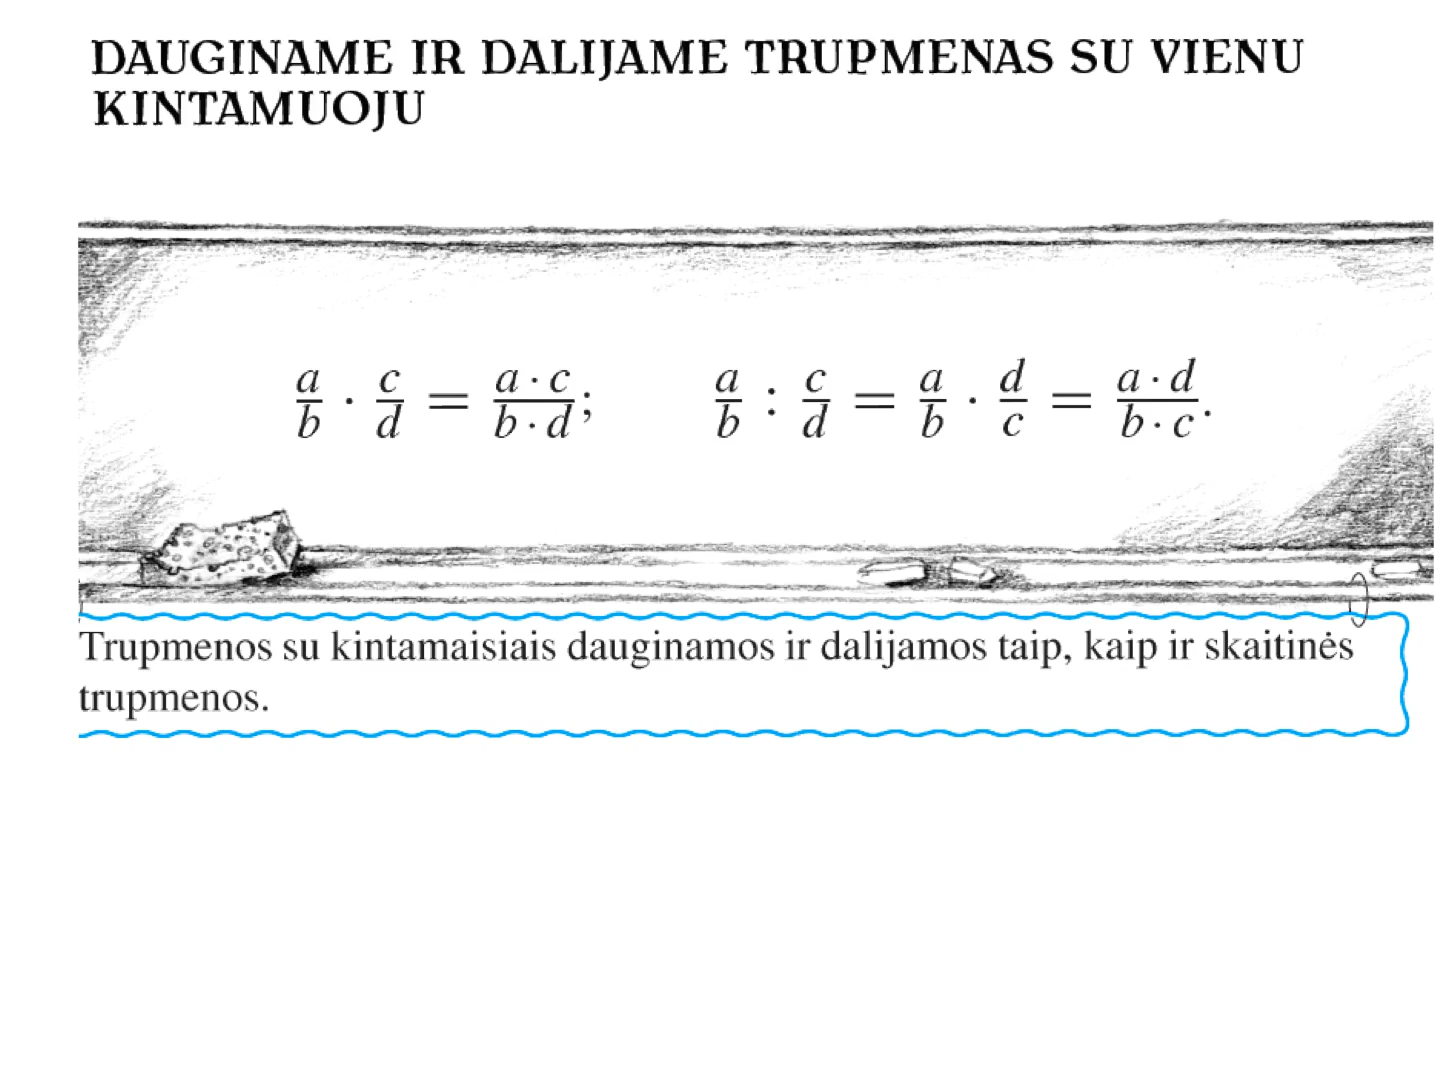 DAUGINAME IR DALIJAME TRUPMENAS SU VIENU
KINTAMUOJU
a/b · c/d = a · c/b · d; a/b : c/d = a/b · d/c = a · d/b · c.
Trupmenos su kintamaisiais dauginamos ir dalijamos taip, kaip ir skaitinės
trupmenos.